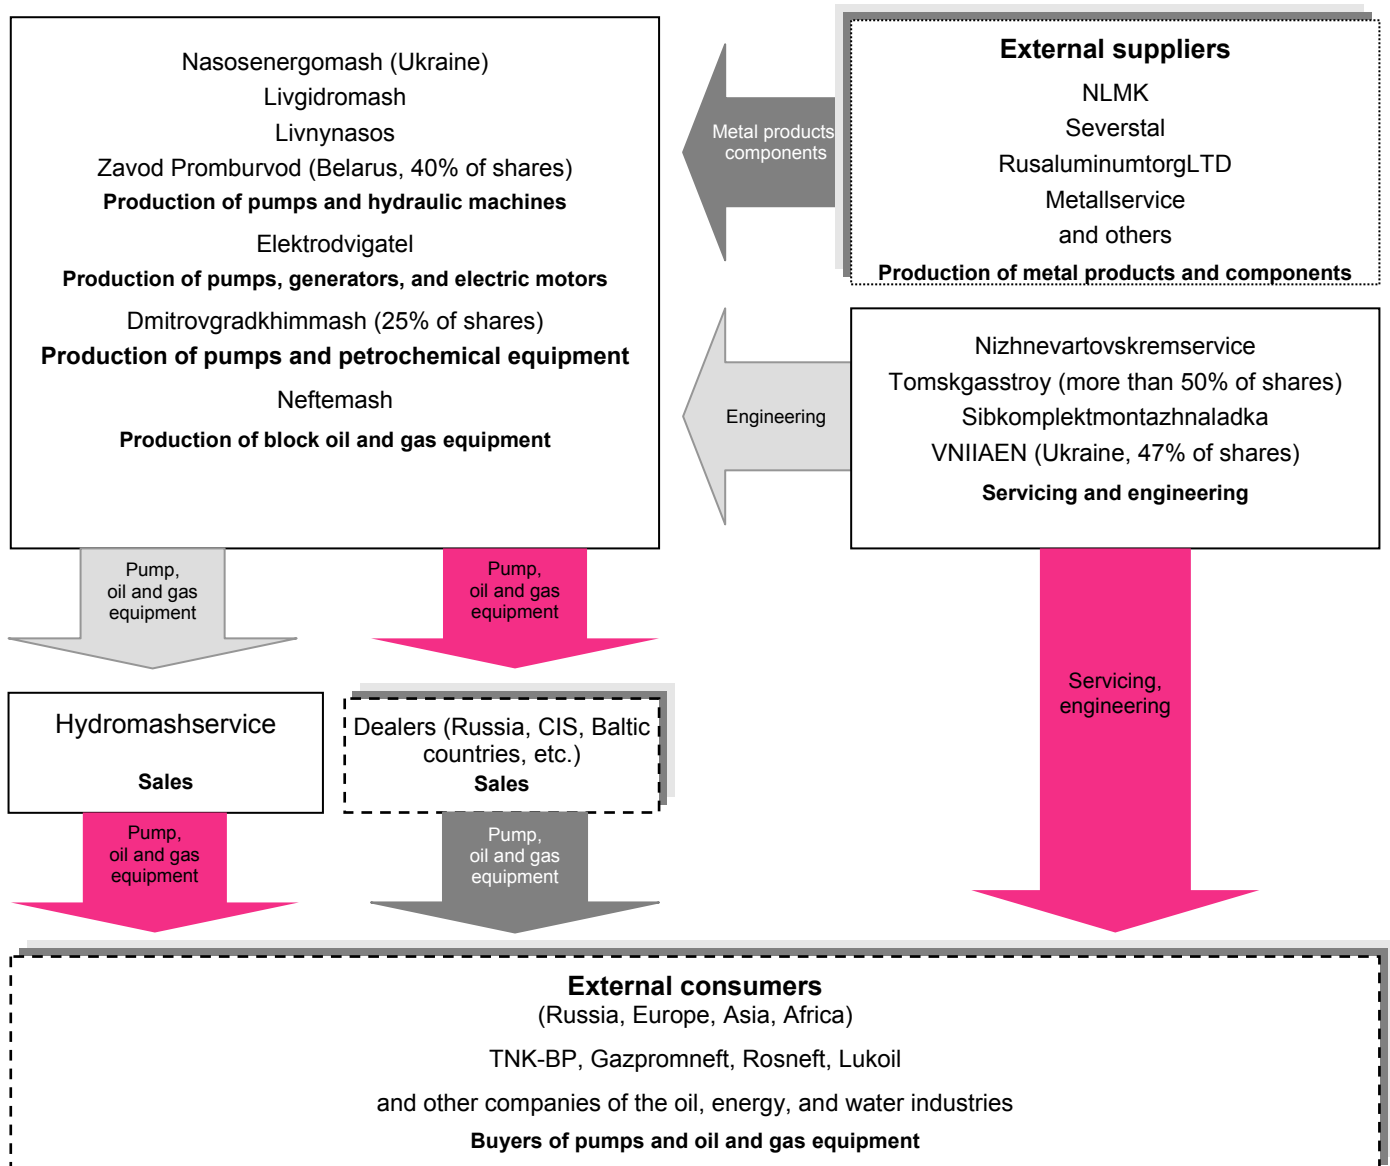 Nasosenergomash (Ukraine)
Livgidromash
Livnynasos
Zavod Promburvod (Belarus, 40% of shares)
Production of pumps and hydraulic machines
Elektrodvigatel
Production of pumps, generators, and electric motors
Dmitrovgradkhimmash (25% of shares)
Production of pumps and petrochemical equipment
Neftemash
Production of block oil and gas equipment
Metal products
components
External suppliers
NLMK
Severstal
RusaluminumtorgLTD
Metallservice
and others
Production of metal products and components
Engineering
Nizhnevartovskremservice
Tomskgasstroy (more than 50% of shares)
Sibkomplektmontazhnaladka
VNIIAEN (Ukraine, 47% of shares)
Servicing and engineering
Pump,
oil and gas
equipment
Pump,
oil and gas
equipment
Servicing,
engineering
Hydromashservice
Sales
Dealers (Russia, CIS, Baltic
countries, etc.)
Sales
Pump,
oil and gas
equipment
Pump,
oil and gas
equipment
External consumers
(Russia, Europe, Asia, Africa)
TNK-BP, Gazpromneft, Rosneft, Lukoil
and other companies of the oil, energy, and water industries
Buyers of pumps and oil and gas equipment